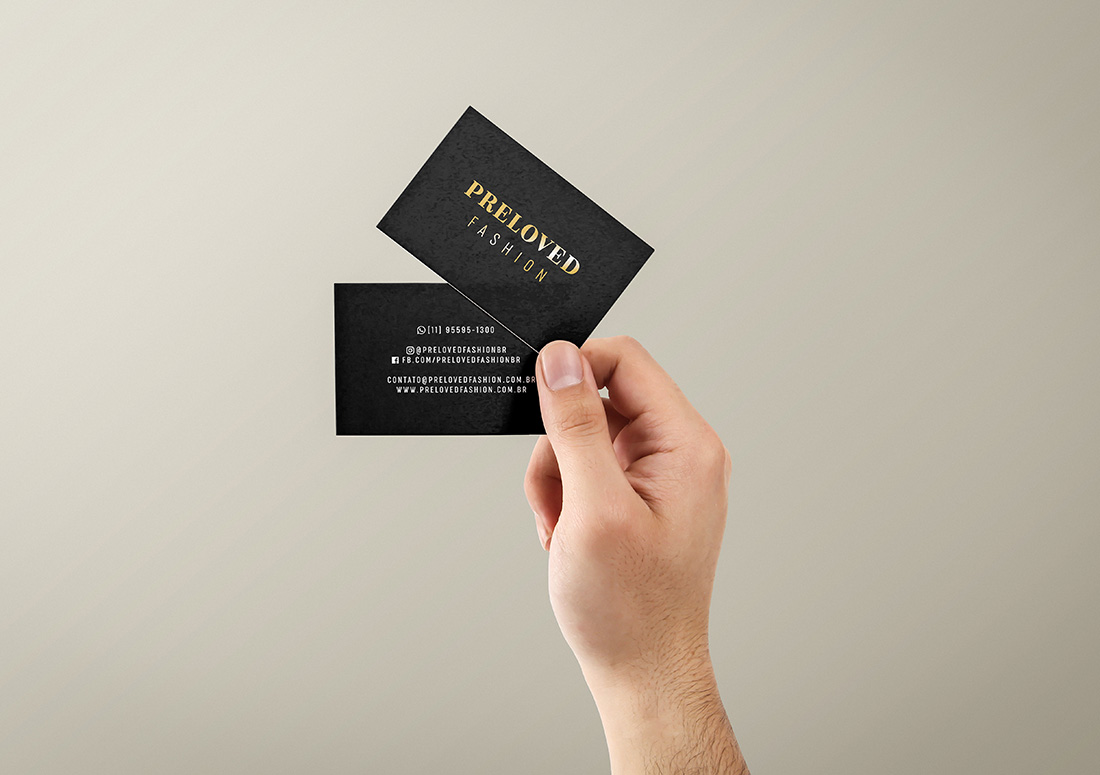 PRELOVED
FASHION
[11] 95595-1300
@PRELOVEDFASHIONBR
FB.COM/PRELOVEDFASHIONBR
CONTATO@PRELOVEDFASHION.COM.BR
WWW.PRELOVEDFASHION.COM.BR